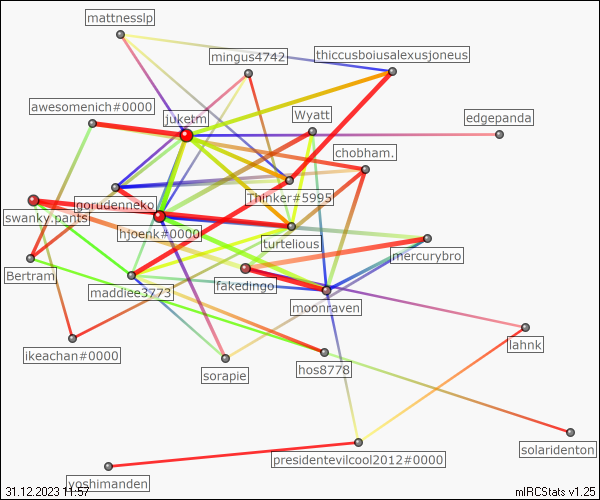 mattnesslp
mingus4742
thiccusboiusalexusjoneus
awesomenich#0000
juketm
Wyatt
edgepanda
chobham.
gordenneko
Thinker#5995
swanky.pants
hjoenk#0000
turtelious
mercurybro
Bertram
maddiee3773
fakedingo
moonraven
ikeachan#0000
lahnk
sorapie
hos8778
solaridenton
presidentevilcool2012#0000
yoshimanden
31.12.2023 11:57
mIRCStats v1.25